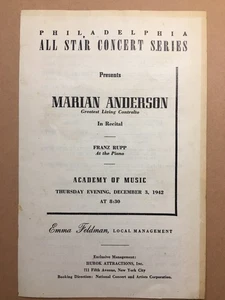 PHILADELPHIA
ALL STAR CONCERT SERIES
Presents
MARIAN ANDERSON
Greatest Living Contralto
In Recital
FRANZ RUPP
At the Piano
ACADEMY OF MUSIC
THURSDAY EVENING, DECEMBER 3, 1942
AT 8:30
Emma Feldman, LOCAL MANAGEMENT
Exclusive Management:
HUROK ATTRACTIONS, Inc.
711 Fifth Avenue, New York City
Booking Direction: National Concert and Artists Corporation.